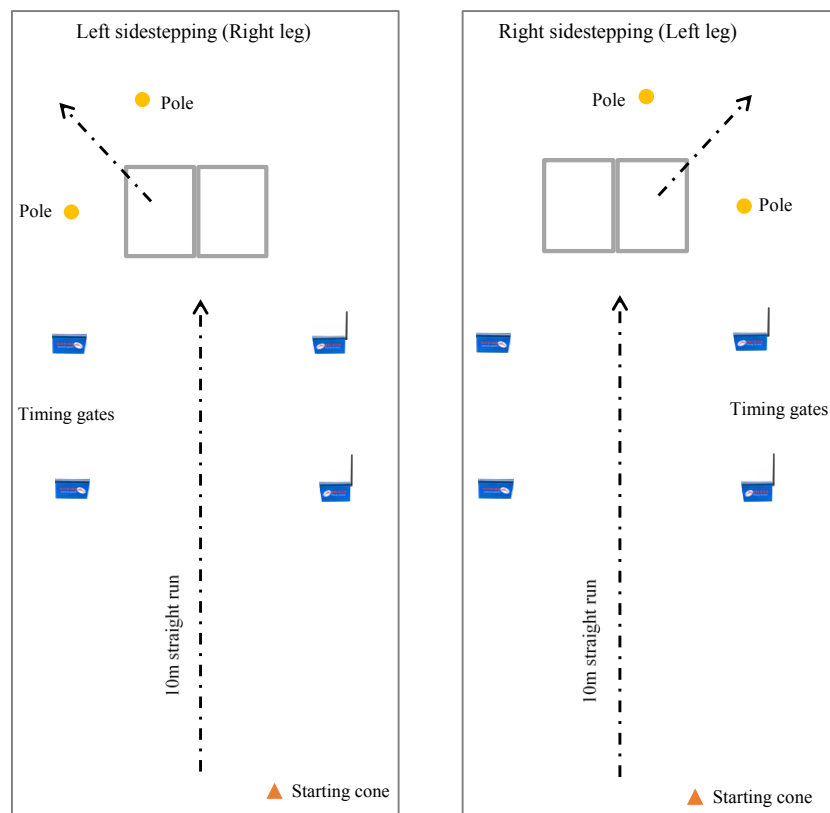 Left sidestepping (Right leg)
Pole
Pole
Timing gates
10m straight run
Starting cone
Right sidestepping (Left leg)
Pole
Pole
Timing gates
10m straight run
Starting cone